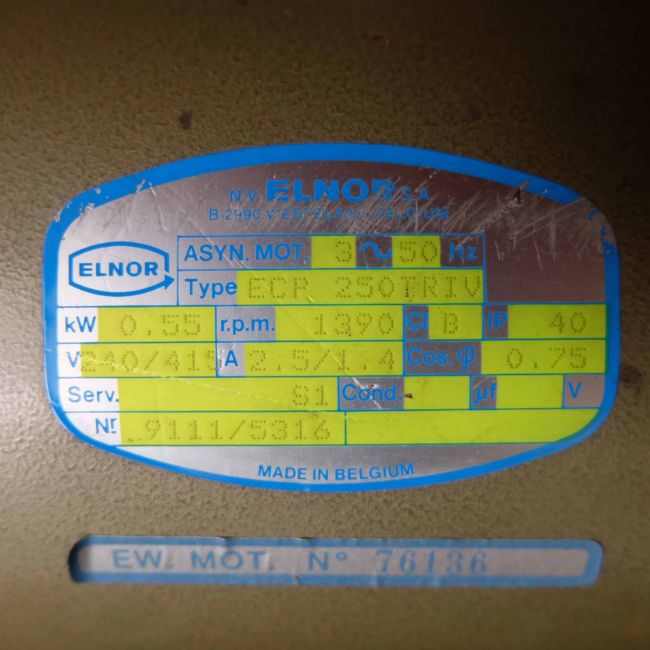 N.V. ELNOR S.A.
B-2990
ELNOR
ASYN. MOT. 3 ~ 50 Hz
Type ECP 250TRIV
kW 0.55 r.p.m. 1390 Cl B IP 40
V 240/415 A 2.5/1.4 Cos. φ 0.75
Serv. S1 Cond. µf V
Nr 9111/5316
MADE IN BELGIUM
EW. MOT. N° 76136